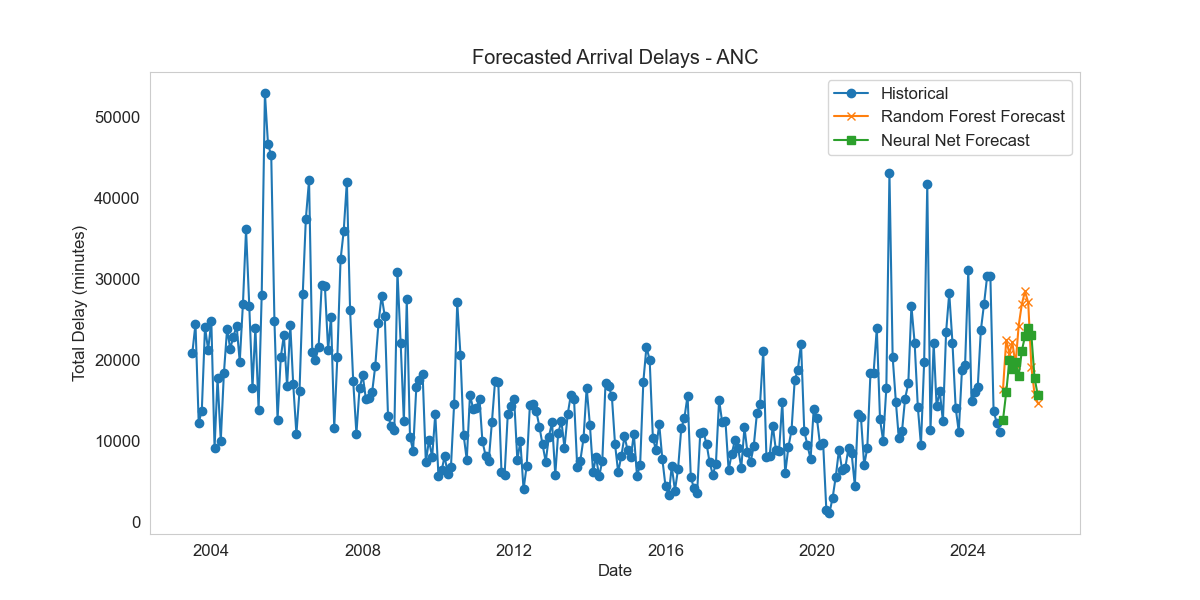 Forecasted Arrival Delays - ANC
Historical
Random Forest Forecast
Neural Net Forecast
Total Delay (minutes)
50000
40000
30000
20000
10000
0
2004 2008 2012 2016 2020 2024
Date